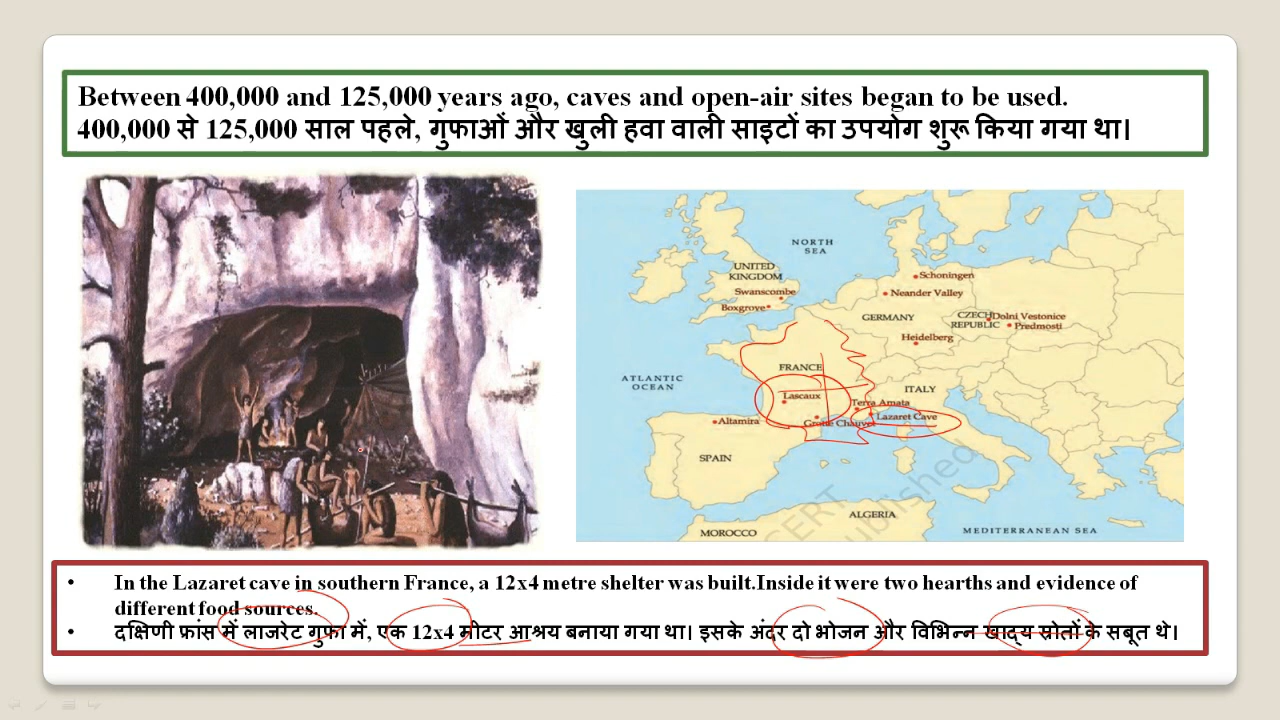 Between 400,000 and 125,000 years ago, caves and open-air sites began to be used.
400,000 से 125,000 साल पहले, गुफाओं और खुली हवा वाली साइटों का उपयोग शुरू किया गया था।
NORTH
SEA
UNITED
KINGDOM
Swanscombe
Boxgrove
Schoningen
Neander Valley
GERMANY
CZECH
REPUBLIC
Dolni Vestonice
Predmosti
Heidelberg
FRANCE
ATLANTIC
OCEAN
ITALY
Lascaux
Terra Amata
Lazaret Cave
Grotte Chauvet
Altamira
SPAIN
ALGERIA
MOROCCO
MEDITERRANEAN SEA
• In the Lazaret cave in southern France, a 12x4 metre shelter was built.Inside it were two hearths and evidence of
different food sources.
• दक्षिणी फ्रांस में लाजरेट गुफा में, एक 12x4 मीटर आश्रय बनाया गया था। इसके अंदर दो भोजन और विभिन्न खाद्य स्रोतों के सबूत थे।